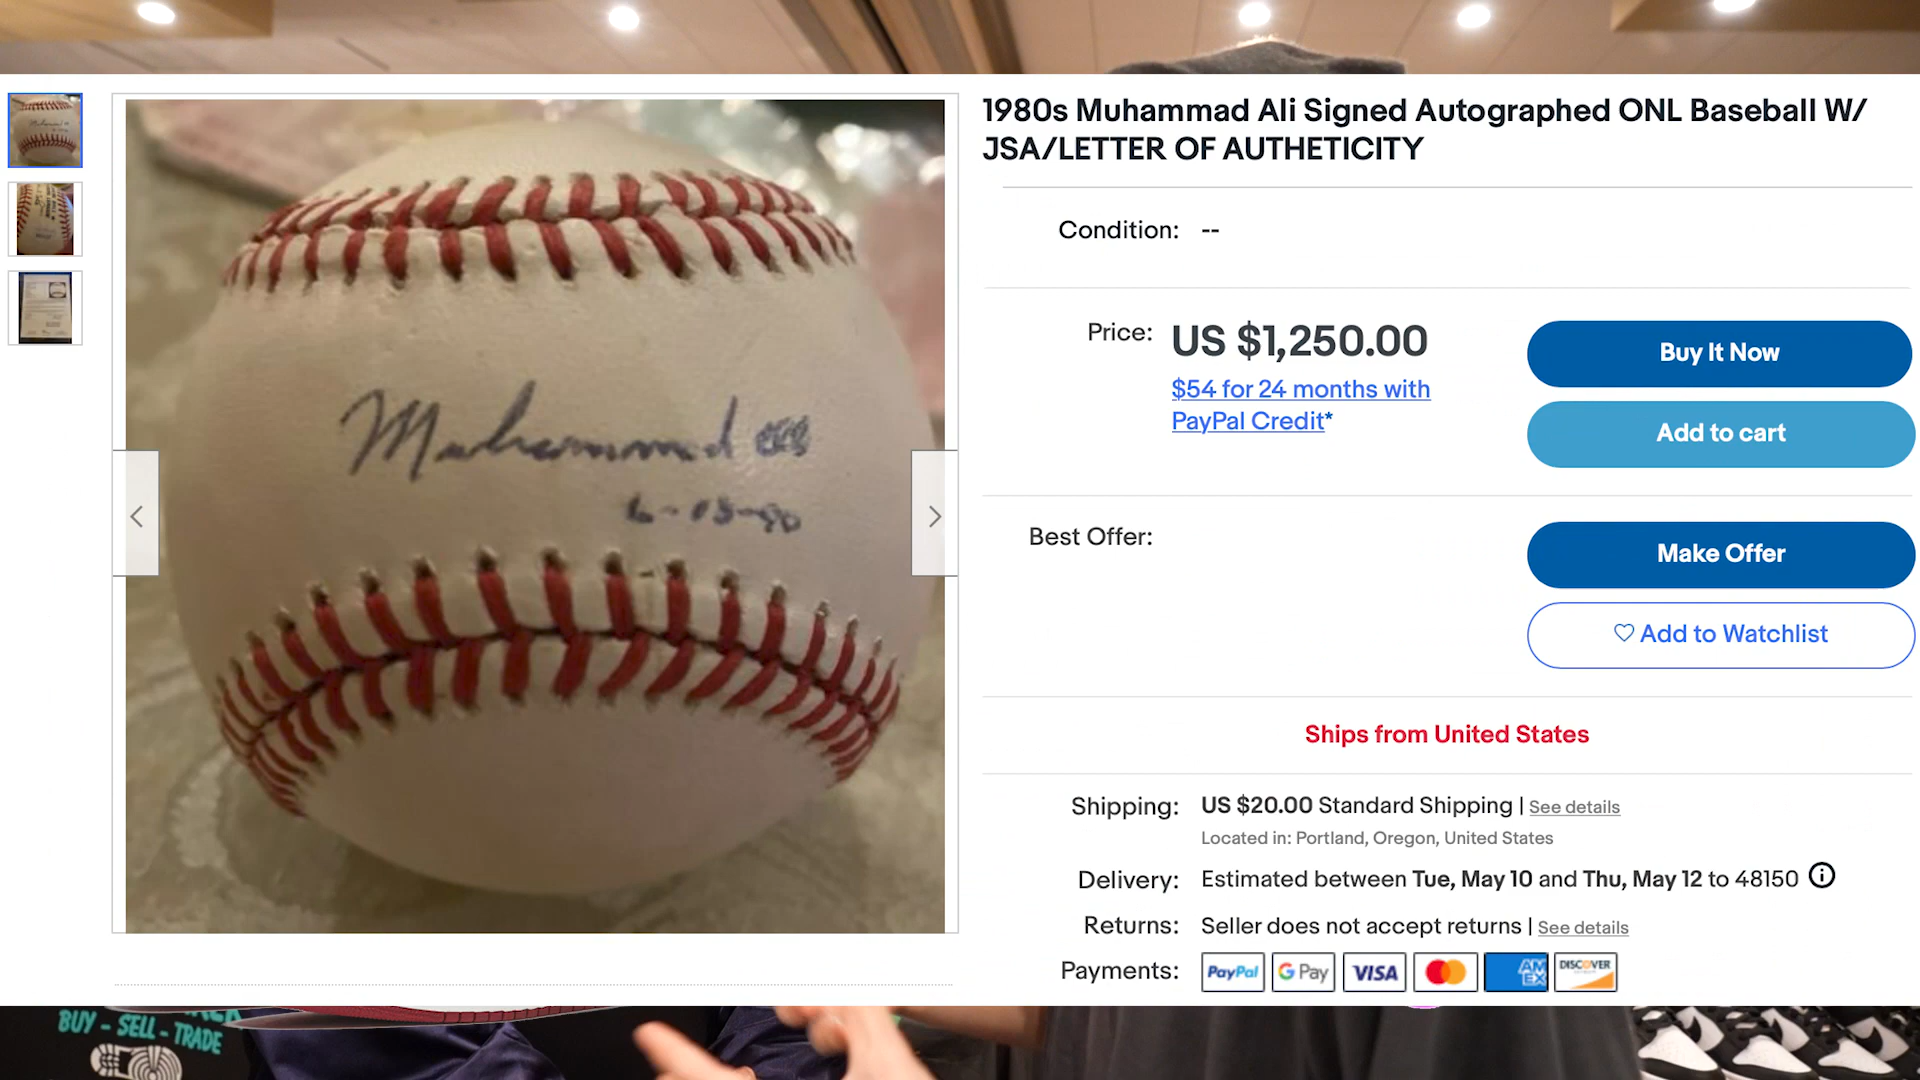 1980s Muhammad Ali Signed Autographed ONL Baseball W/
JSA/LETTER OF AUTHETICITY
Condition: --
Price: US $1,250.00
$54 for 24 months with
PayPal Credit*
Buy It Now
Add to cart
Best Offer:
Make Offer
Add to Watchlist
Ships from United States
Shipping: US $20.00 Standard Shipping | See details
Located in: Portland, Oregon, United States
Delivery: Estimated between Tue, May 10 and Thu, May 12 to 48150
Returns: Seller does not accept returns | See details
Payments: PayPal G Pay VISA AMEX DISCOVER
Muhammad
BUY - SELL - TRADE